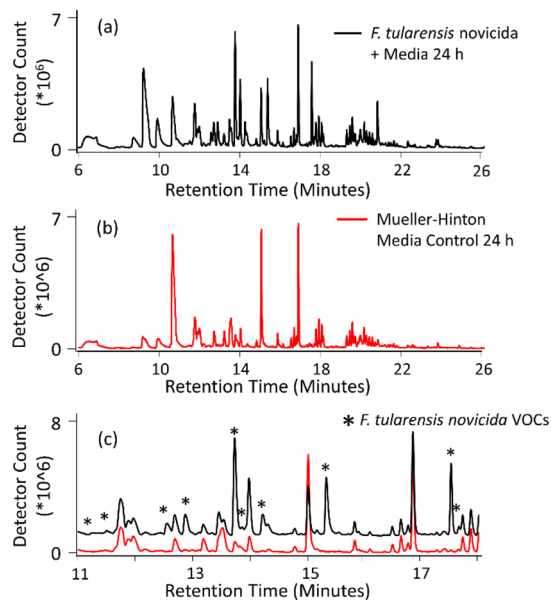 (a)
F. tularensis novicida
+ Media 24 h
Detector Count
(*10⁶)
7
0
6 10 14 18 22 26
Retention Time (Minutes)
(b)
Mueller-Hinton
Media Control 24 h
Detector Count
(*10^6)
7
0
6 10 14 18 22 26
Retention Time (Minutes)
(c)
* F. tularensis novicida VOCs
Detector Count
(*10^6)
8
0
* * * * * * * * *
11 13 15 17
Retention Time (Minutes)